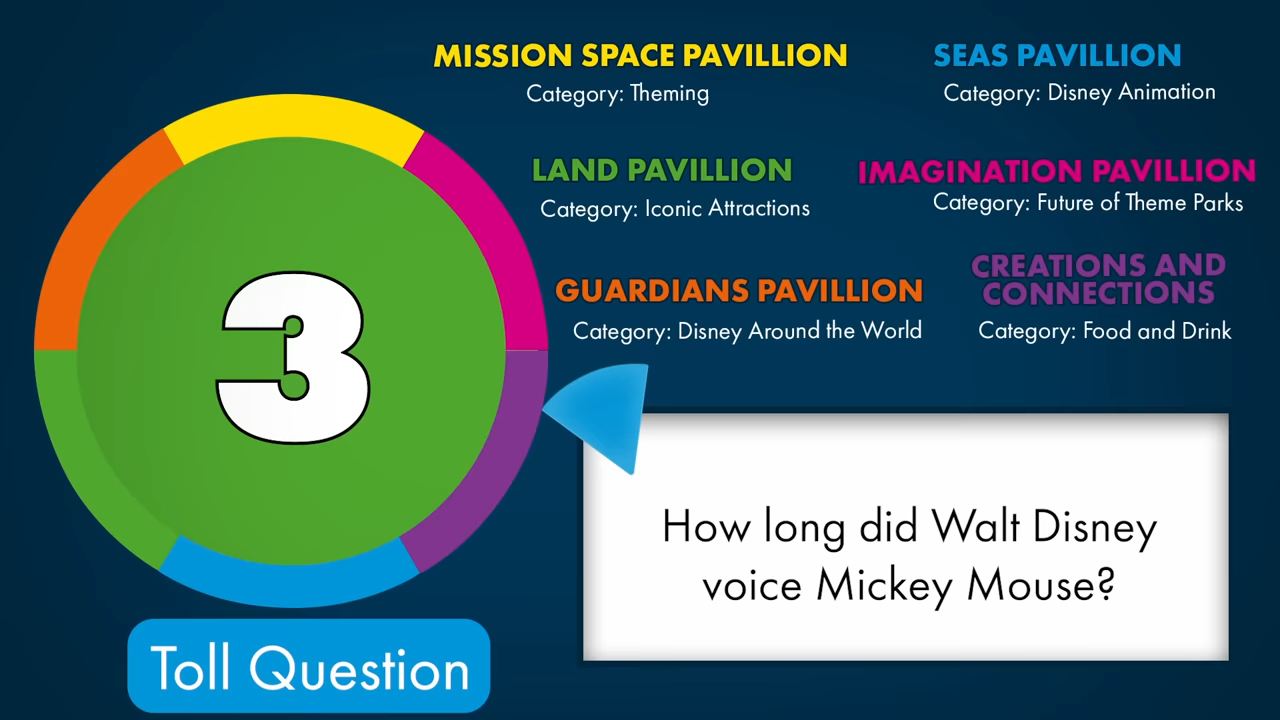 MISSION SPACE PAVILLION
Category: Theming
SEAS PAVILLION
Category: Disney Animation
LAND PAVILLION
Category: Iconic Attractions
IMAGINATION PAVILLION
Category: Future of Theme Parks
GUARDIANS PAVILLION
Category: Disney Around the World
CREATIONS AND
CONNECTIONS
Category: Food and Drink
3
How long did Walt Disney
voice Mickey Mouse?
Toll Question